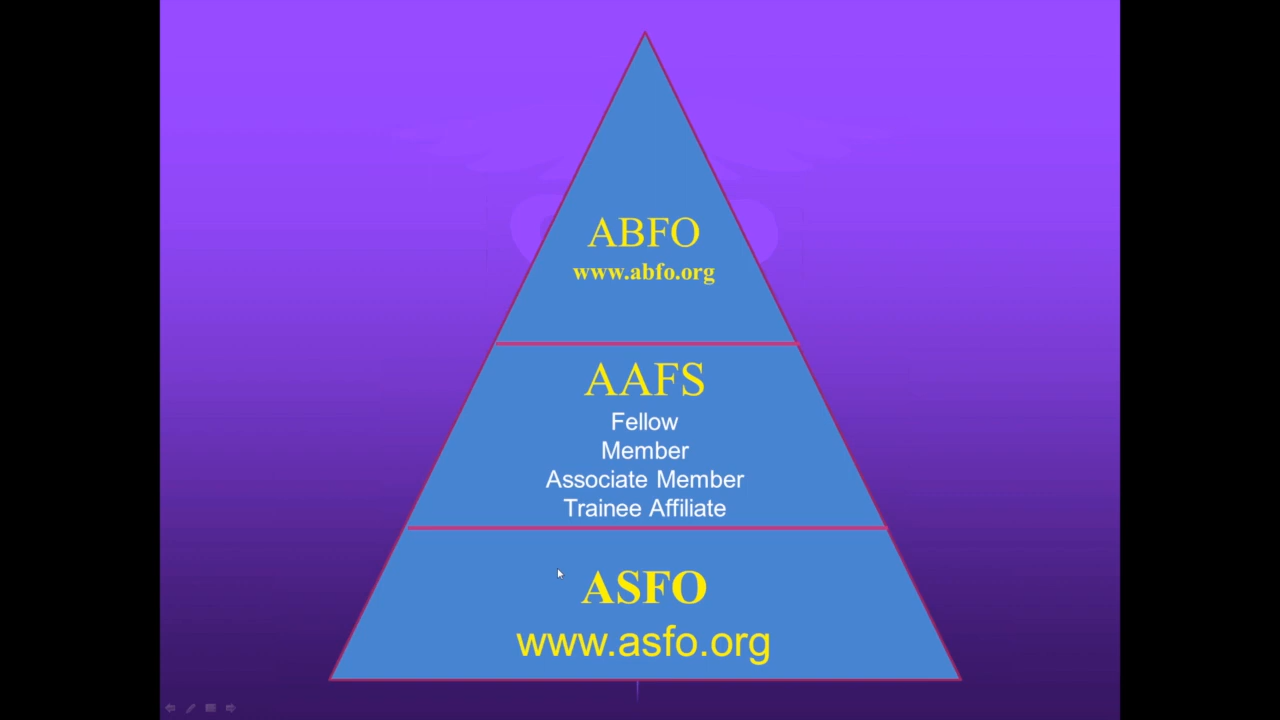 ABFO
www.abfo.org
AAFS
Fellow
Member
Associate Member
Trainee Affiliate
ASFO
www.asfo.org